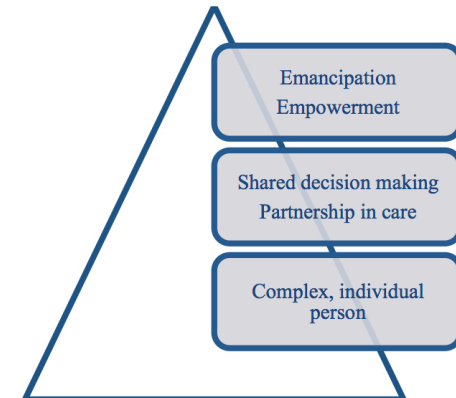 Emancipation
Empowerment
Shared decision making
Partnership in care
Complex, individual
person